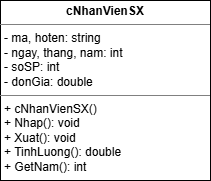 cNhanVienSX
- ma, hoten: string
- ngay, thang, nam: int
- soSP: int
- donGia: double
+ cNhanVienSX()
+ Nhap(): void
+ Xuat(): void
+ TinhLuong(): double
+ GetNam(): int